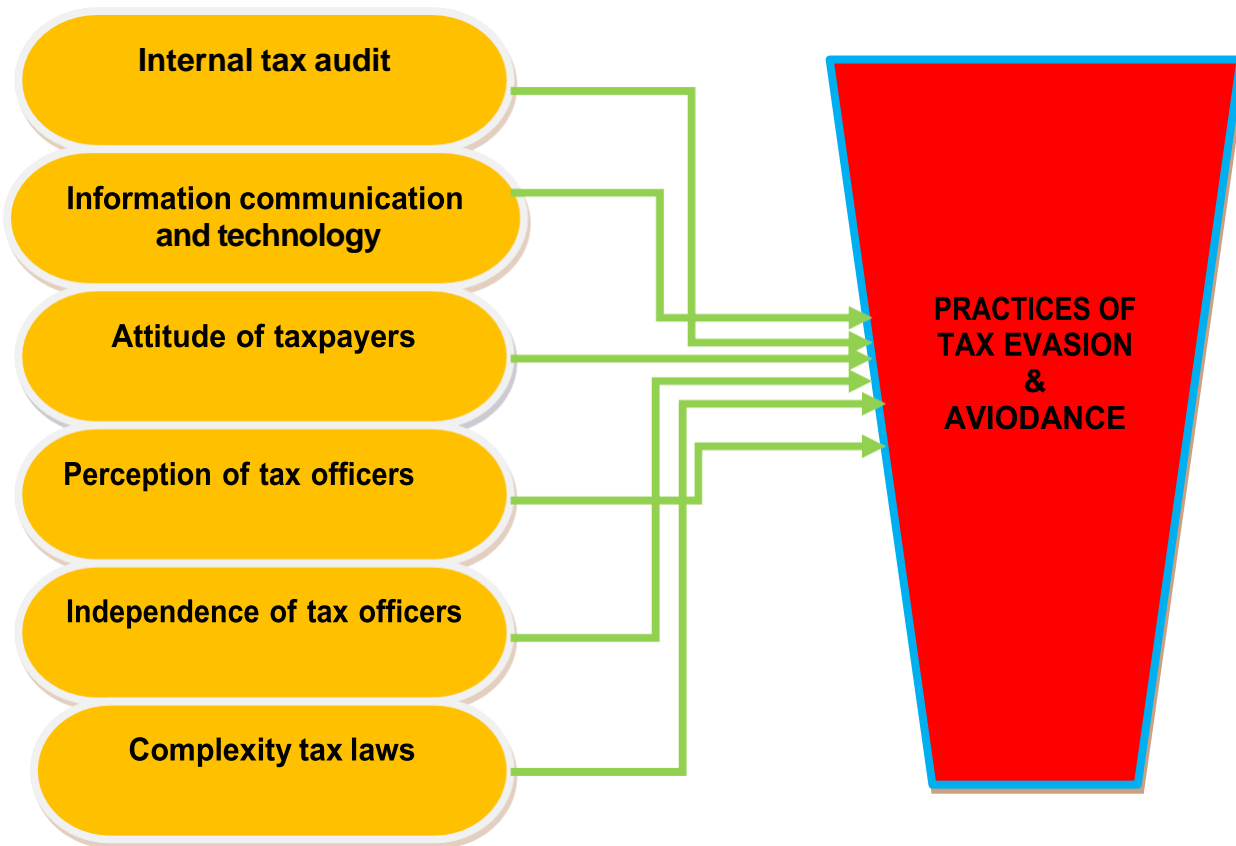 Internal tax audit
Information communication
and technology
Attitude of taxpayers
Perception of tax officers
Independence of tax officers
Complexity tax laws
PRACTICES OF
TAX EVASION
&
AVIODANCE